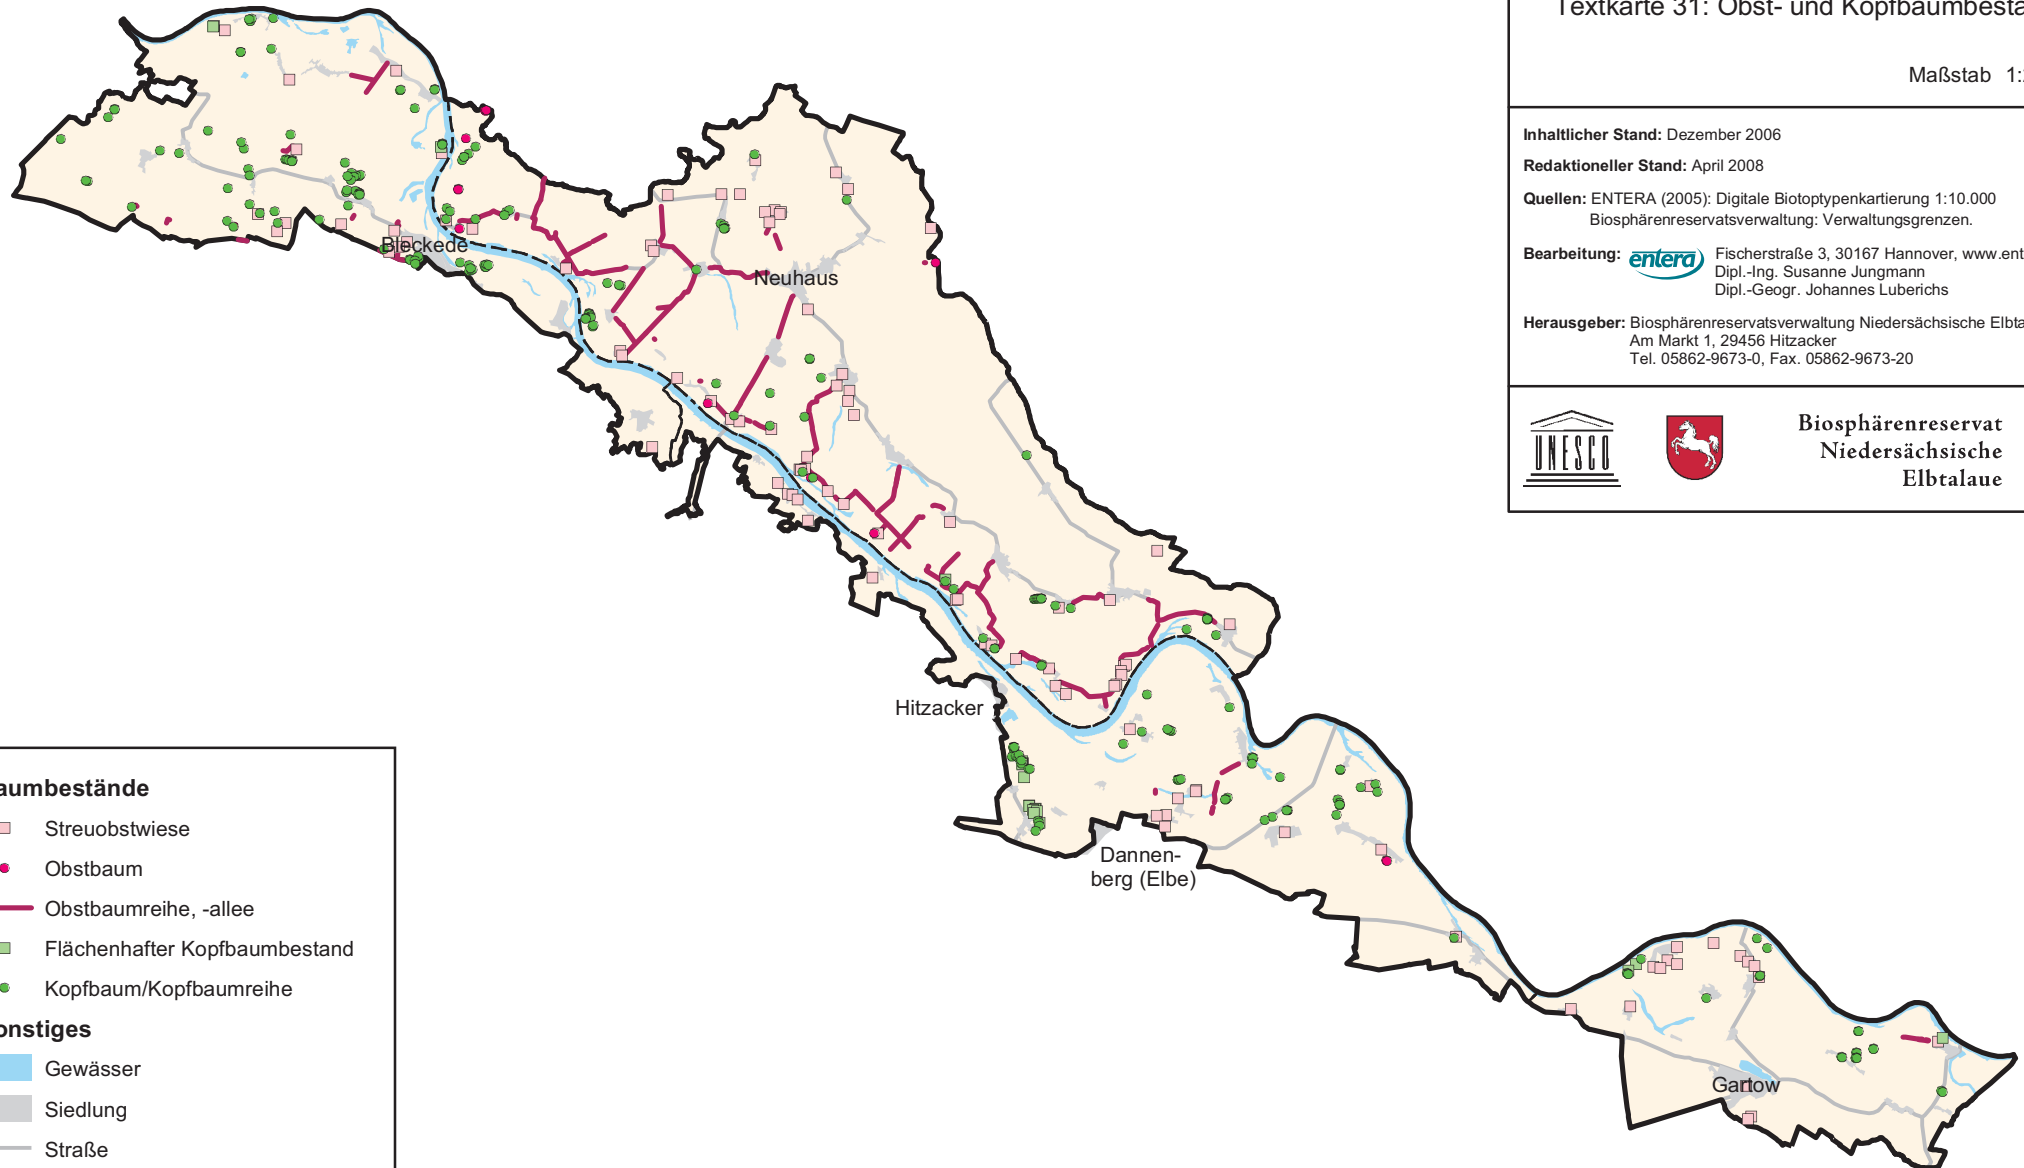 Textkarte 31: Obst- und Kopfbaumbesta
Maßstab 1:
Inhaltlicher Stand: Dezember 2006
Redaktioneller Stand: April 2008
Quellen: ENTERA (2005): Digitale Biotoptypenkartierung 1:10.000
Biosphärenreservatsverwaltung: Verwaltungsgrenzen.
Bearbeitung: entera Fischerstraße 3, 30167 Hannover, www.ent
Dipl.-Ing. Susanne Jungmann
Dipl.-Geogr. Johannes Luberichs
Herausgeber: Biosphärenreservatsverwaltung Niedersächsische Elbta
Am Markt 1, 29456 Hitzacker
Tel. 05862-9673-0, Fax. 05862-9673-20
UNESCO
Biosphärenreservat
Niedersächsische
Elbtalaue
Bleckede
Neuhaus
Hitzacker
Dannen-
berg (Elbe)
Gartow
aumbestände
Streuobstwiese
Obstbaum
Obstbaumreihe, -allee
Flächenhafter Kopfbaumbestand
Kopfbaum/Kopfbaumreihe
onstiges
Gewässer
Siedlung
Straße